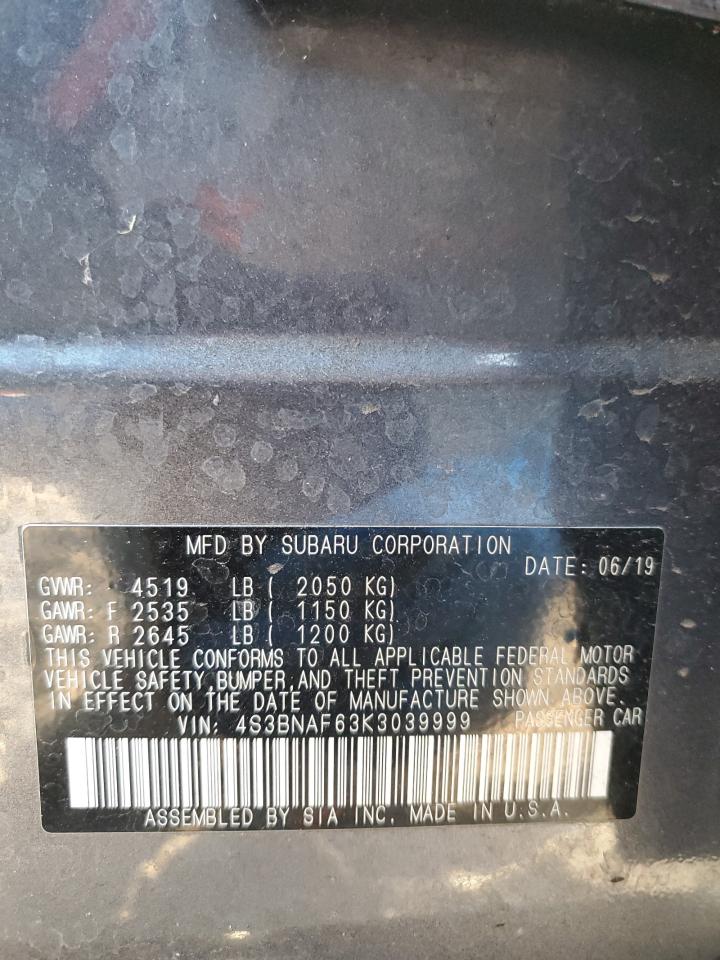 MFD BY SUBARU CORPORATION
DATE: 06/19
GVWR: 4519 LB ( 2050 KG)
GAWR: F 2535 LB ( 1150 KG)
GAWR: R 2645 LB ( 1200 KG)
THIS VEHICLE CONFORMS TO ALL APPLICABLE FEDERAL MOTOR
VEHICLE SAFETY, BUMPER, AND THEFT PREVENTION STANDARDS
IN EFFECT ON THE DATE OF MANUFACTURE SHOWN ABOVE.
VIN: 4S3BNAF63K3039999 PASSENGER CAR
ASSEMBLED BY SIA INC. MADE IN U.S.A.